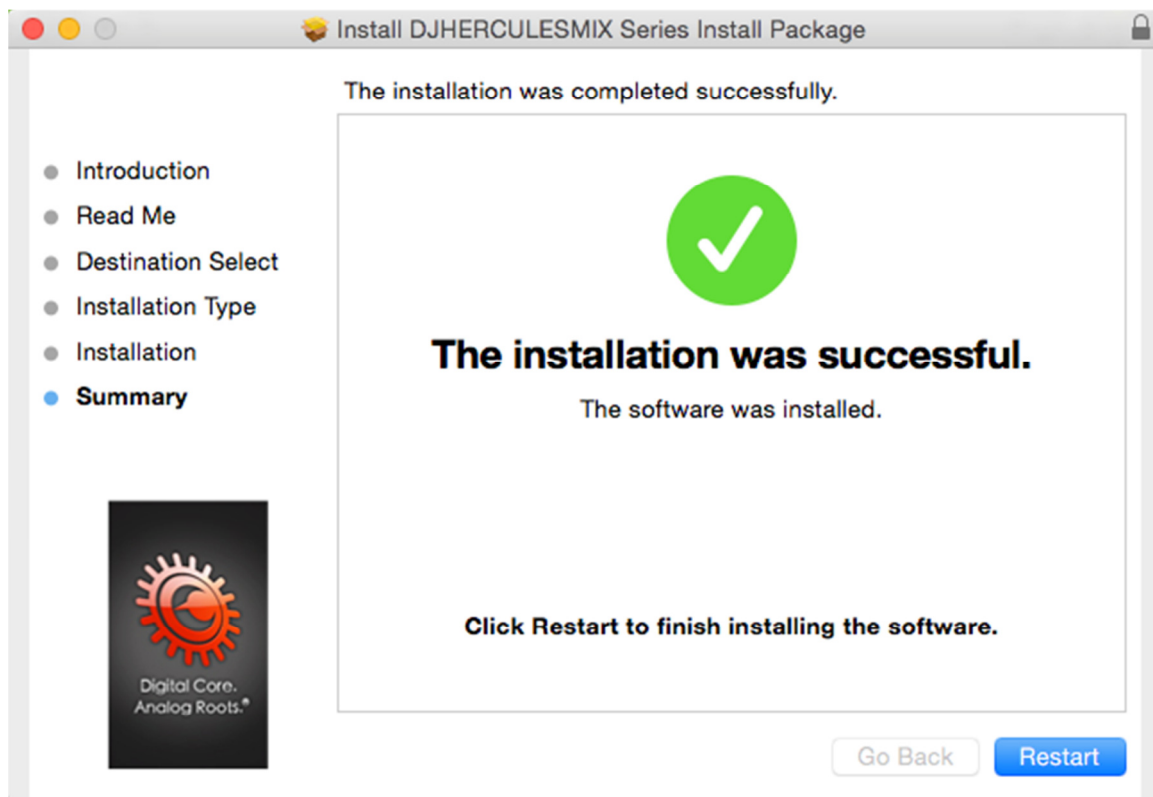 Install DJHERCULESMIX Series Install Package
The installation was completed successfully.
Introduction
Read Me
Destination Select
Installation Type
Installation
Summary
The installation was successful.
The software was installed.
Click Restart to finish installing the software.
Digital Core.
Analog Roots.®
Go Back
Restart